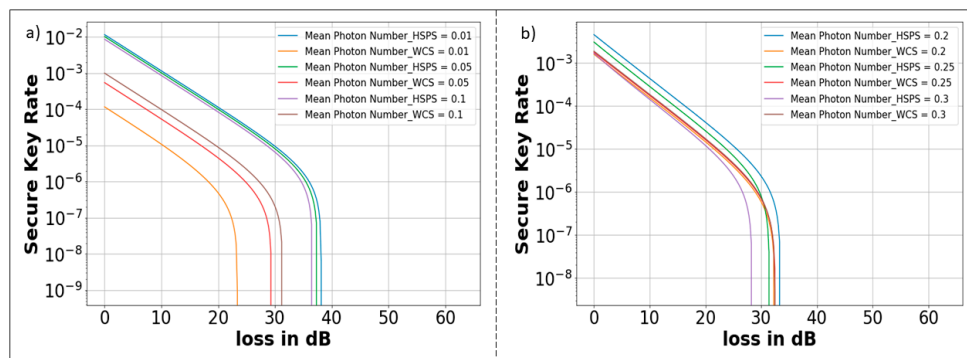 a)
Secure Key Rate
10⁻²
10⁻³
10⁻⁴
10⁻⁵
10⁻⁶
10⁻⁷
10⁻⁸
10⁻⁹
Mean Photon Number_HSPS = 0.01
Mean Photon Number_WCS = 0.01
Mean Photon Number_HSPS = 0.05
Mean Photon Number_WCS = 0.05
Mean Photon Number_HSPS = 0.1
Mean Photon Number_WCS = 0.1
0 10 20 30 40 50 60
loss in dB
b)
Secure Key Rate
10⁻³
10⁻⁴
10⁻⁵
10⁻⁶
10⁻⁷
10⁻⁸
Mean Photon Number_HSPS = 0.2
Mean Photon Number_WCS = 0.2
Mean Photon Number_HSPS = 0.25
Mean Photon Number_WCS = 0.25
Mean Photon Number_HSPS = 0.3
Mean Photon Number_WCS = 0.3
0 10 20 30 40 50 60
loss in dB